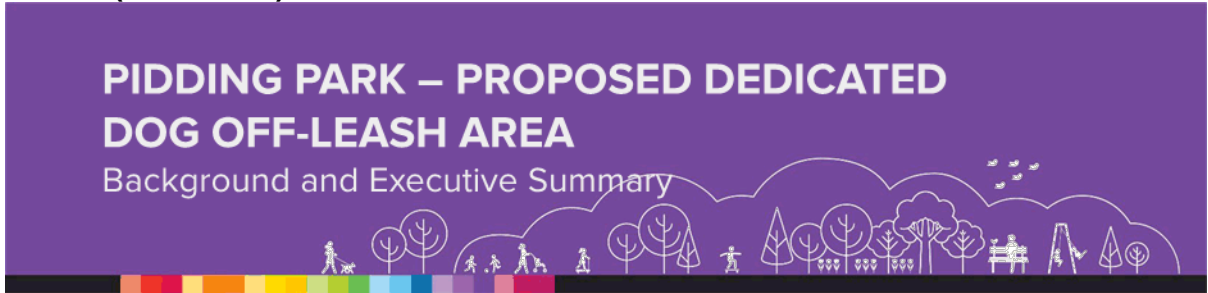 PIDDING PARK – PROPOSED DEDICATED
DOG OFF-LEASH AREA
Background and Executive Summary